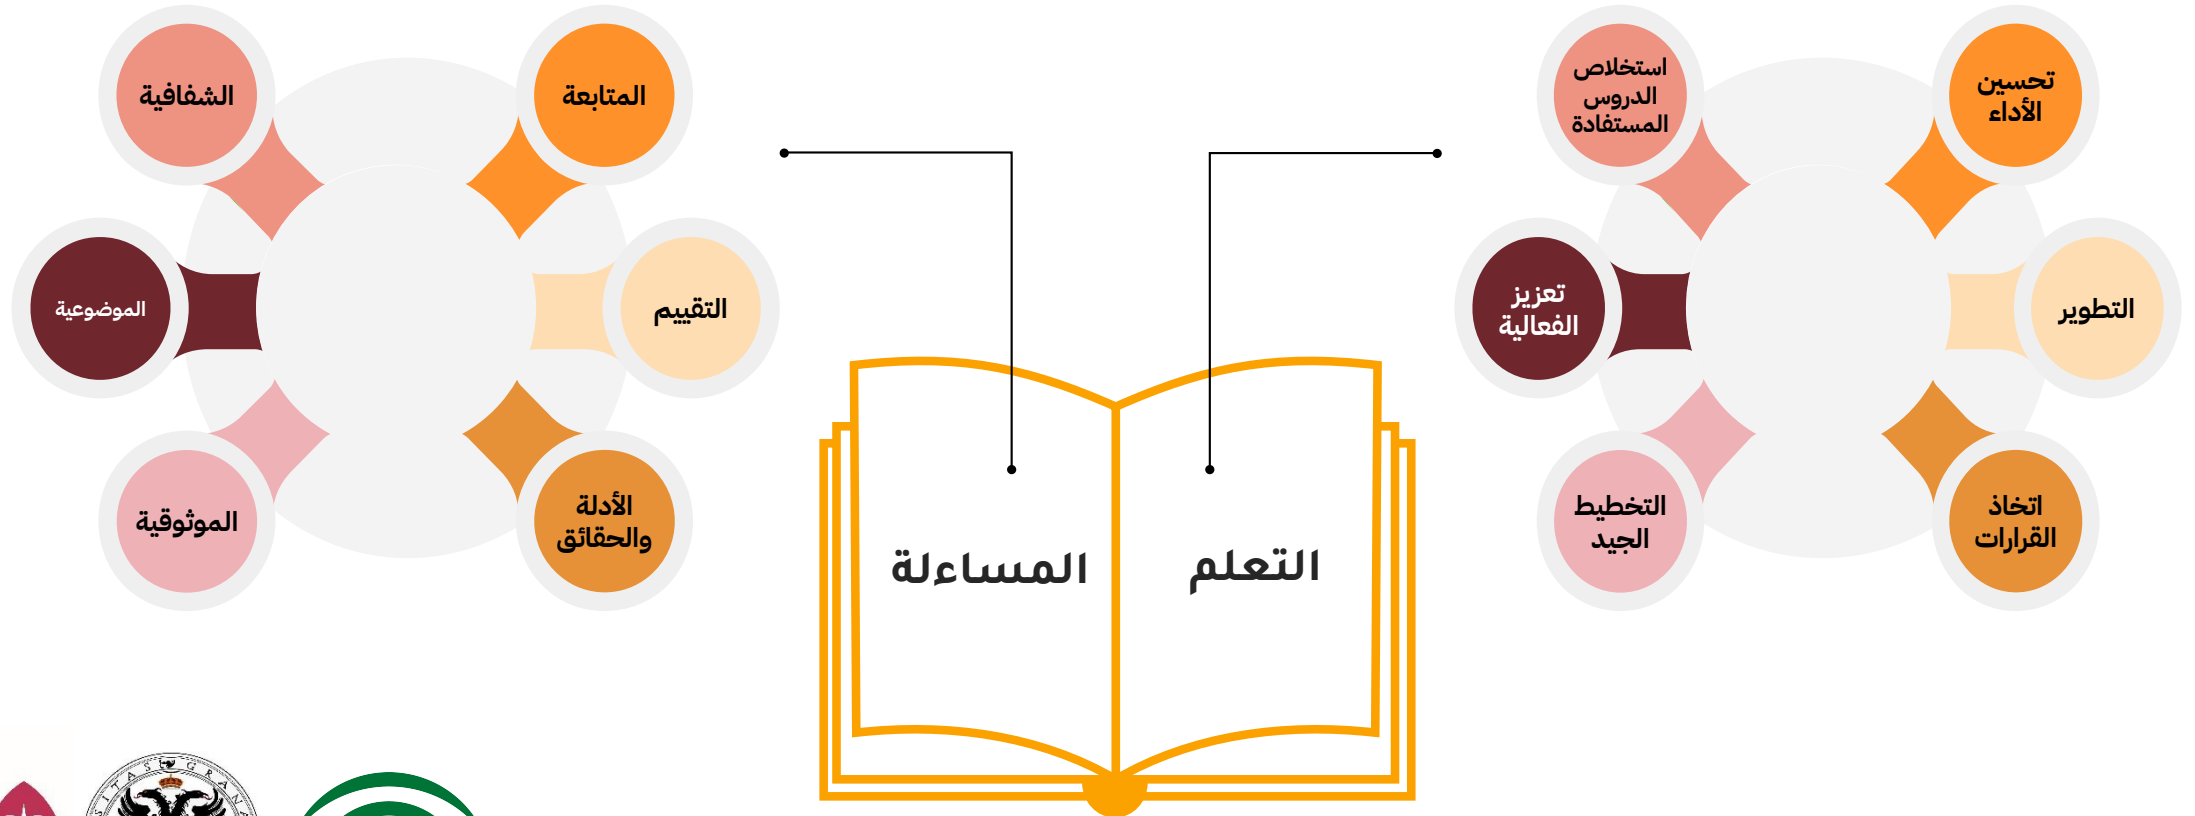 تحسين
الأداء
استخلاص
الدروس
المستفادة
التطوير
تعزيز
الفعالية
اتخاذ
القرارات
التخطيط
الجيد
التعلم
المساءلة
المتابعة
الشفافية
التقييم
الموضوعية
الأدلة
والحقائق
الموثوقية